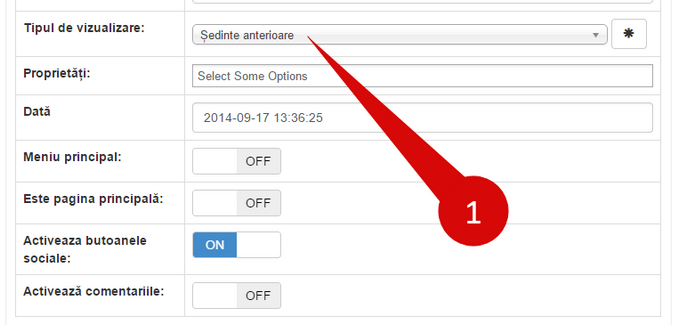 Tipul de vizualizare:
Ședinte anterioare
Proprietăți:
Select Some Options
Dată
2014-09-17 13:36:25
Meniu principal:
OFF
Este pagina principală:
OFF
Activeaza butoanele
sociale:
ON
Activează comentariile:
OFF
1